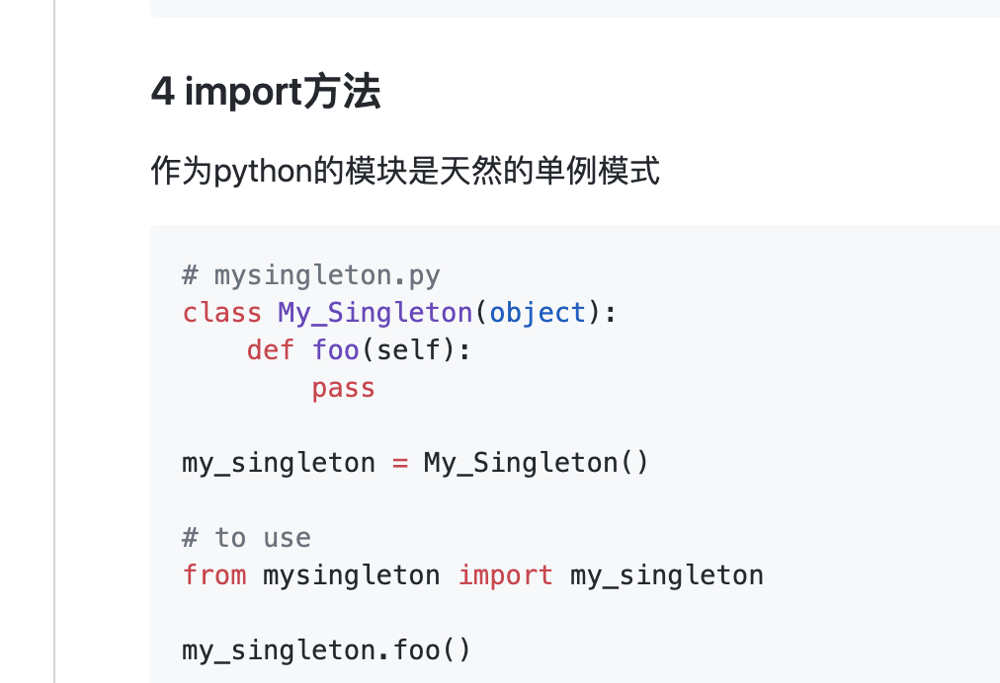 4 import方法
作为python的模块是天然的单例模式
# mysingleton.py
class My_Singleton(object):
    def foo(self):
        pass
my_singleton = My_Singleton()
# to use
from mysingleton import my_singleton
my_singleton.foo()